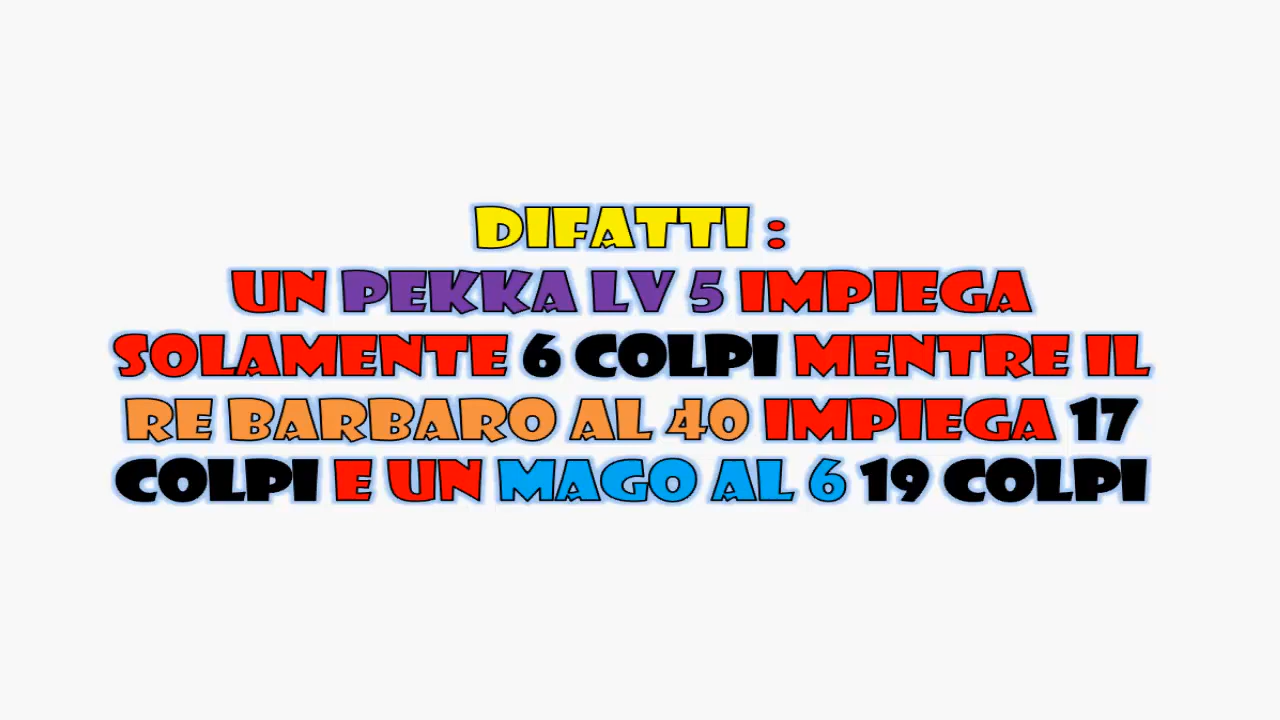 DIFATTI :
UN PEKKA LV 5 IMPIEGA
SOLAMENTE 6 COLPI MENTRE IL
RE BARBARO AL 40 IMPIEGA 17
COLPI E UN MAGO AL 6 19 COLPI